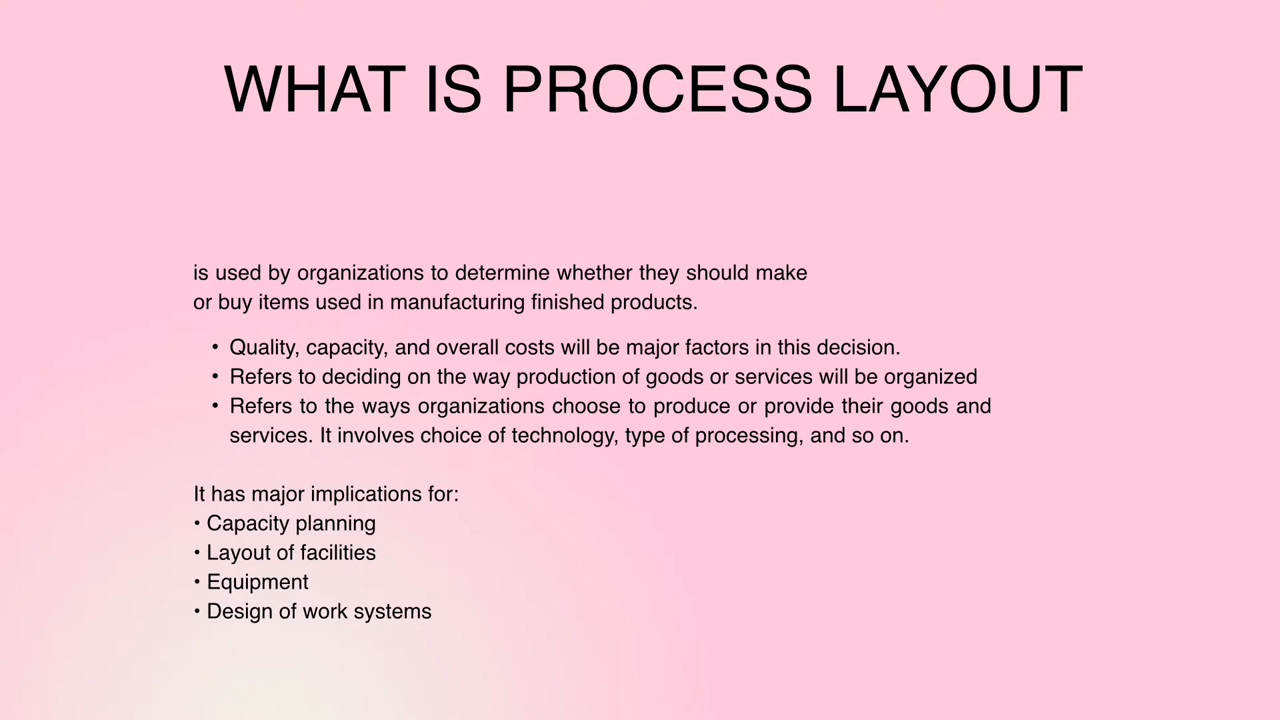 WHAT IS PROCESS LAYOUT
is used by organizations to determine whether they should make
or buy items used in manufacturing finished products.
• Quality, capacity, and overall costs will be major factors in this decision.
• Refers to deciding on the way production of goods or services will be organized
• Refers to the ways organizations choose to produce or provide their goods and
services. It involves choice of technology, type of processing, and so on.
It has major implications for:
• Capacity planning
• Layout of facilities
• Equipment
• Design of work systems